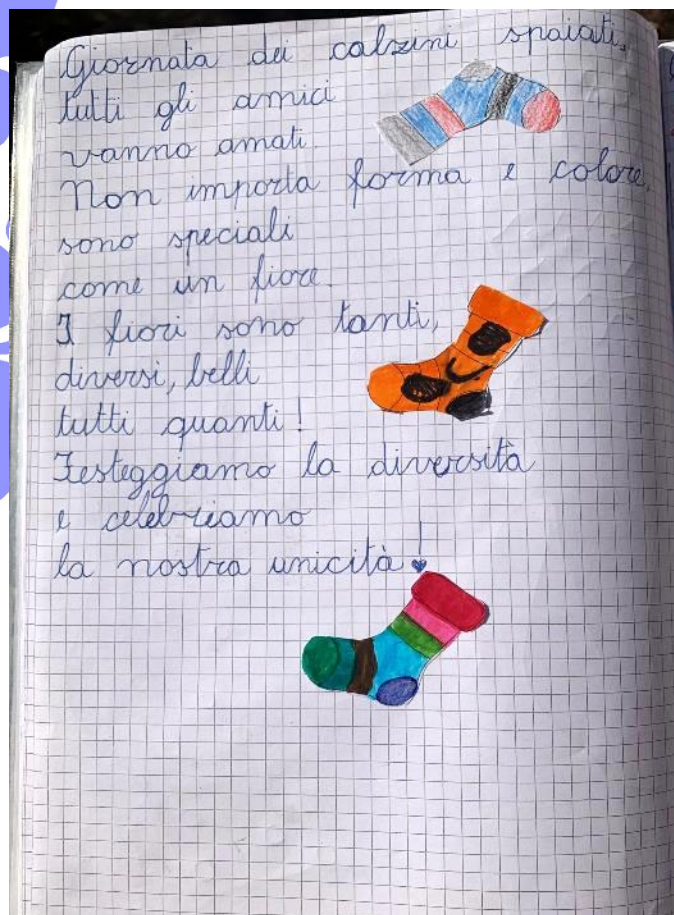 Giornata dei calzini spaiati,
tutti gli amici
vanno amati.
Non importa forma e colore,
sono speciali
come un fiore.
I fiori sono tanti,
diversi, belli
tutti quanti!
Festeggiamo la diversità
e celebriamo
la nostra unicità!